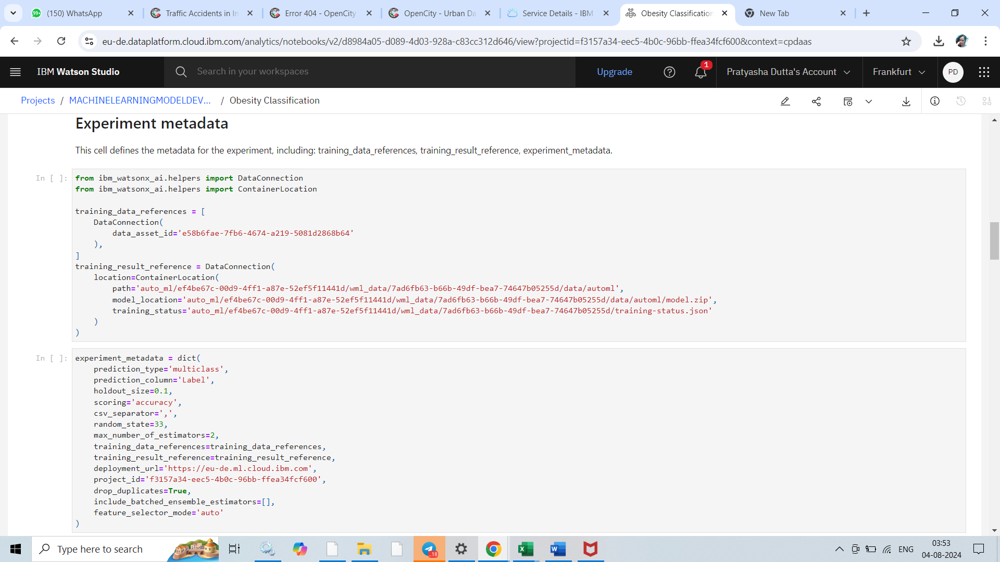 (150) WhatsApp
Traffic Accidents in In
Error 404 - OpenCity
OpenCity - Urban Da
Service Details - IBM
Obesity Classification
New Tab
eu-de.dataplatform.cloud.ibm.com/analytics/notebooks/v2/d8984a05-d089-4d03-928a-c83cc312d646/view?projectid=f3157a34-eec5-4b0c-96bb-ffea34fcf600&context=cpdaas
IBM Watson Studio
Search in your workspaces
Upgrade
1
Pratyasha Dutta's Account
Frankfurt
PD
Projects / MACHINELEARNINGMODELDEV... / Obesity Classification
Experiment metadata
This cell defines the metadata for the experiment, including: training_data_references, training_result_reference, experiment_metadata.
In [ ]:
from ibm_watsonx_ai.helpers import DataConnection
from ibm_watsonx_ai.helpers import ContainerLocation
training_data_references = [
    DataConnection(
        data_asset_id='e58b6fae-7fb6-4674-a219-5081d2868b64'
    ),
]
training_result_reference = DataConnection(
    location=ContainerLocation(
        path='auto_ml/ef4be67c-00d9-4ff1-a87e-52ef5f11441d/wml_data/7ad6fb63-b66b-49df-bea7-74647b05255d/data/automl',
        model_location='auto_ml/ef4be67c-00d9-4ff1-a87e-52ef5f11441d/wml_data/7ad6fb63-b66b-49df-bea7-74647b05255d/data/automl/model.zip',
        training_status='auto_ml/ef4be67c-00d9-4ff1-a87e-52ef5f11441d/wml_data/7ad6fb63-b66b-49df-bea7-74647b05255d/training-status.json'
    )
)
In [ ]:
experiment_metadata = dict(
    prediction_type='multiclass',
    prediction_column='Label',
    holdout_size=0.1,
    scoring='accuracy',
    csv_separator=',',
    random_state=33,
    max_number_of_estimators=2,
    training_data_references=training_data_references,
    training_result_reference=training_result_reference,
    deployment_url='https://eu-de.ml.cloud.ibm.com',
    project_id='f3157a34-eec5-4b0c-96bb-ffea34fcf600',
    drop_duplicates=True,
    include_batched_ensemble_estimators=[],
    feature_selector_mode='auto'
)
Type here to search
ENG
03:53
04-08-2024